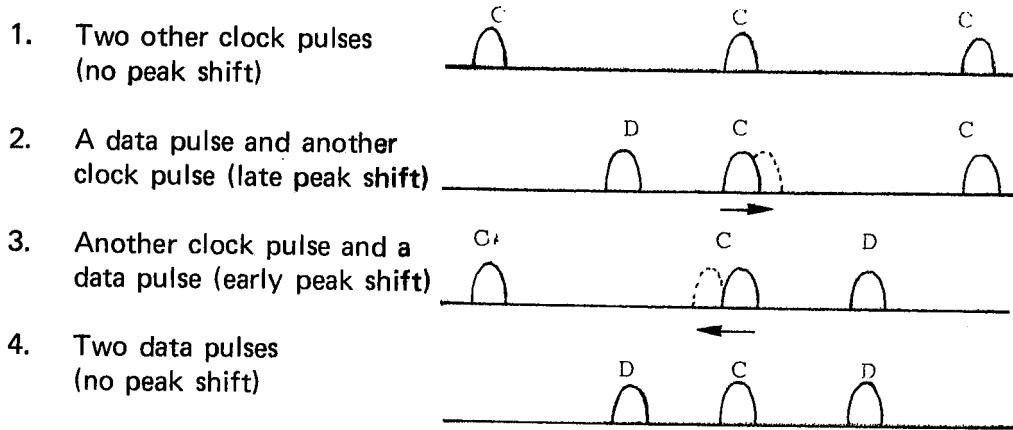 C C C
1. Two other clock pulses
(no peak shift)
D C C
2. A data pulse and another
clock pulse (late peak shift)
C C D
3. Another clock pulse and a
data pulse (early peak shift)
4. Two data pulses
(no peak shift)
D C D